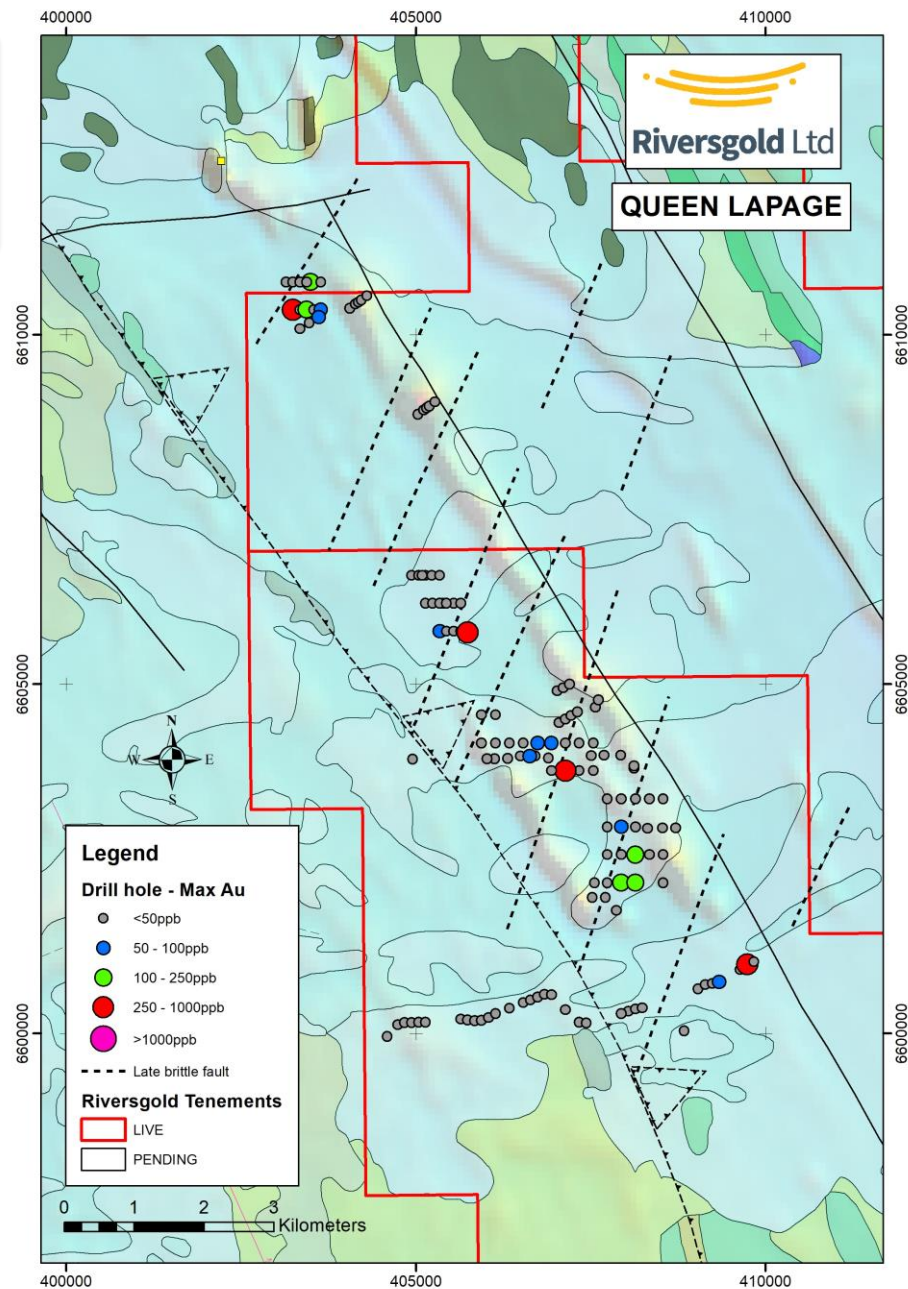 400000 405000 410000
Riversgold Ltd
QUEEN LAPAGE
6610000 6610000
6605000 6605000
N
W E
S
6600000 6600000
Legend
Drill hole - Max Au
<50ppb
50 - 100ppb
100 - 250ppb
250 - 1000ppb
>1000ppb
Late brittle fault
Riversgold Tenements
LIVE
PENDING
0 1 2 3
Kilometers
400000 405000 410000